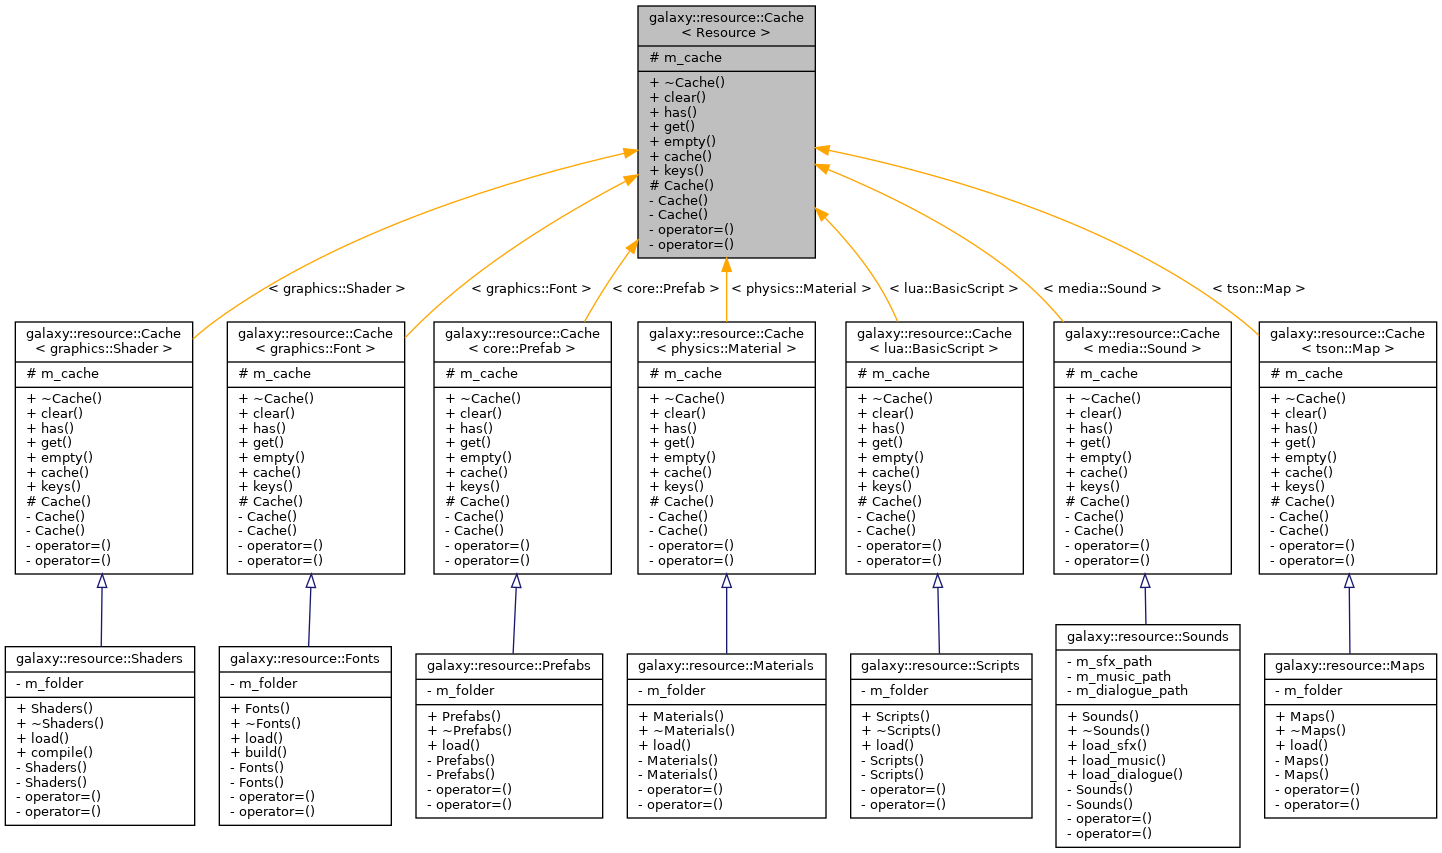 galaxy::resource::Cache
< Resource >
# m_cache
+ ~Cache()
+ clear()
+ has()
+ get()
+ empty()
+ cache()
+ keys()
# Cache()
- Cache()
- Cache()
- operator=()
- operator=()
< graphics::Shader >
< graphics::Font >
< core::Prefab >
< physics::Material >
< lua::BasicScript >
< media::Sound >
< tson::Map >
galaxy::resource::Cache
< graphics::Shader >
# m_cache
+ ~Cache()
+ clear()
+ has()
+ get()
+ empty()
+ cache()
+ keys()
# Cache()
- Cache()
- Cache()
- operator=()
- operator=()
galaxy::resource::Cache
< graphics::Font >
# m_cache
+ ~Cache()
+ clear()
+ has()
+ get()
+ empty()
+ cache()
+ keys()
# Cache()
- Cache()
- Cache()
- operator=()
- operator=()
galaxy::resource::Cache
< core::Prefab >
# m_cache
+ ~Cache()
+ clear()
+ has()
+ get()
+ empty()
+ cache()
+ keys()
# Cache()
- Cache()
- Cache()
- operator=()
- operator=()
galaxy::resource::Cache
< physics::Material >
# m_cache
+ ~Cache()
+ clear()
+ has()
+ get()
+ empty()
+ cache()
+ keys()
# Cache()
- Cache()
- Cache()
- operator=()
- operator=()
galaxy::resource::Cache
< lua::BasicScript >
# m_cache
+ ~Cache()
+ clear()
+ has()
+ get()
+ empty()
+ cache()
+ keys()
# Cache()
- Cache()
- Cache()
- operator=()
- operator=()
galaxy::resource::Cache
< media::Sound >
# m_cache
+ ~Cache()
+ clear()
+ has()
+ get()
+ empty()
+ cache()
+ keys()
# Cache()
- Cache()
- Cache()
- operator=()
- operator=()
galaxy::resource::Cache
< tson::Map >
# m_cache
+ ~Cache()
+ clear()
+ has()
+ get()
+ empty()
+ cache()
+ keys()
# Cache()
- Cache()
- Cache()
- operator=()
- operator=()
galaxy::resource::Shaders
- m_folder
+ Shaders()
+ ~Shaders()
+ load()
+ compile()
- Shaders()
- Shaders()
- operator=()
- operator=()
galaxy::resource::Fonts
- m_folder
+ Fonts()
+ ~Fonts()
+ load()
+ build()
- Fonts()
- Fonts()
- operator=()
- operator=()
galaxy::resource::Prefabs
- m_folder
+ Prefabs()
+ ~Prefabs()
+ load()
- Prefabs()
- Prefabs()
- operator=()
- operator=()
galaxy::resource::Materials
- m_folder
+ Materials()
+ ~Materials()
+ load()
- Materials()
- Materials()
- operator=()
- operator=()
galaxy::resource::Scripts
- m_folder
+ Scripts()
+ ~Scripts()
+ load()
- Scripts()
- Scripts()
- operator=()
- operator=()
galaxy::resource::Sounds
- m_sfx_path
- m_music_path
- m_dialogue_path
+ Sounds()
+ ~Sounds()
+ load_sfx()
+ load_music()
+ load_dialogue()
- Sounds()
- Sounds()
- operator=()
- operator=()
galaxy::resource::Maps
- m_folder
+ Maps()
+ ~Maps()
+ load()
- Maps()
- Maps()
- operator=()
- operator=()